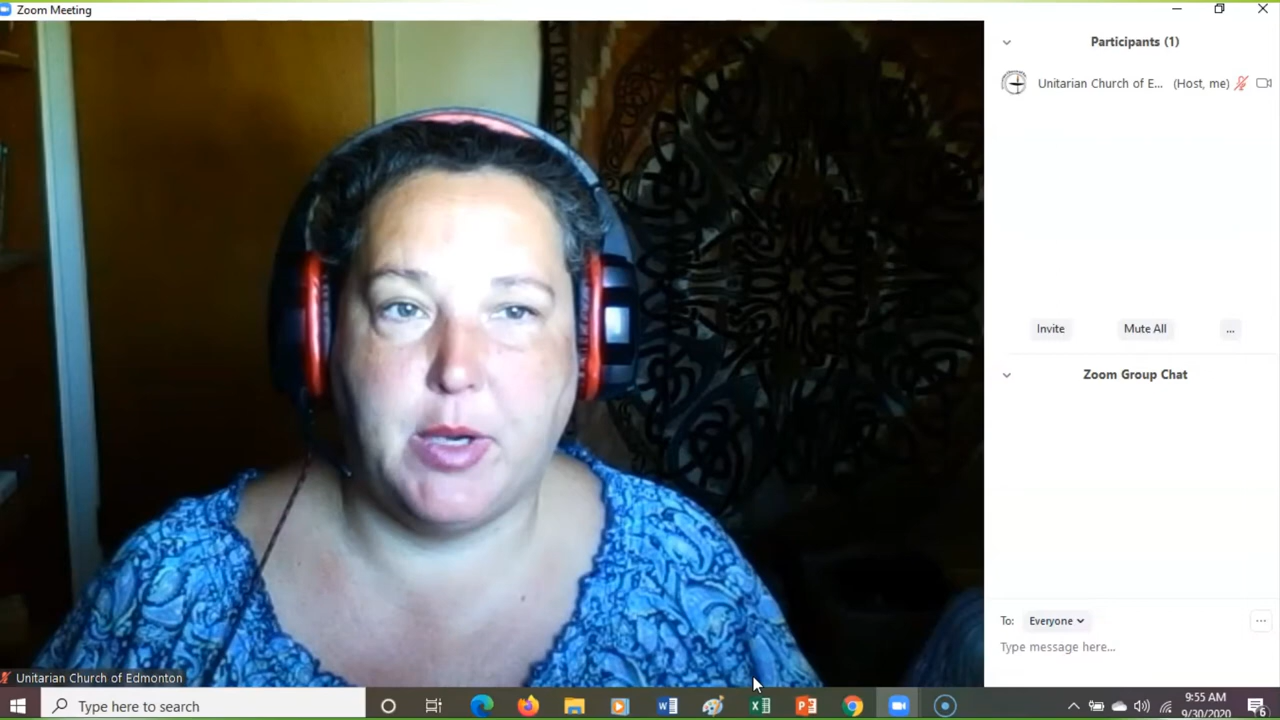 Zoom Meeting
Participants (1)
Unitarian Church of E... (Host, me)
Invite
Mute All
...
Zoom Group Chat
To: Everyone
Type message here...
Unitarian Church of Edmonton
Type here to search
9:55 AM
9/30/2020
6